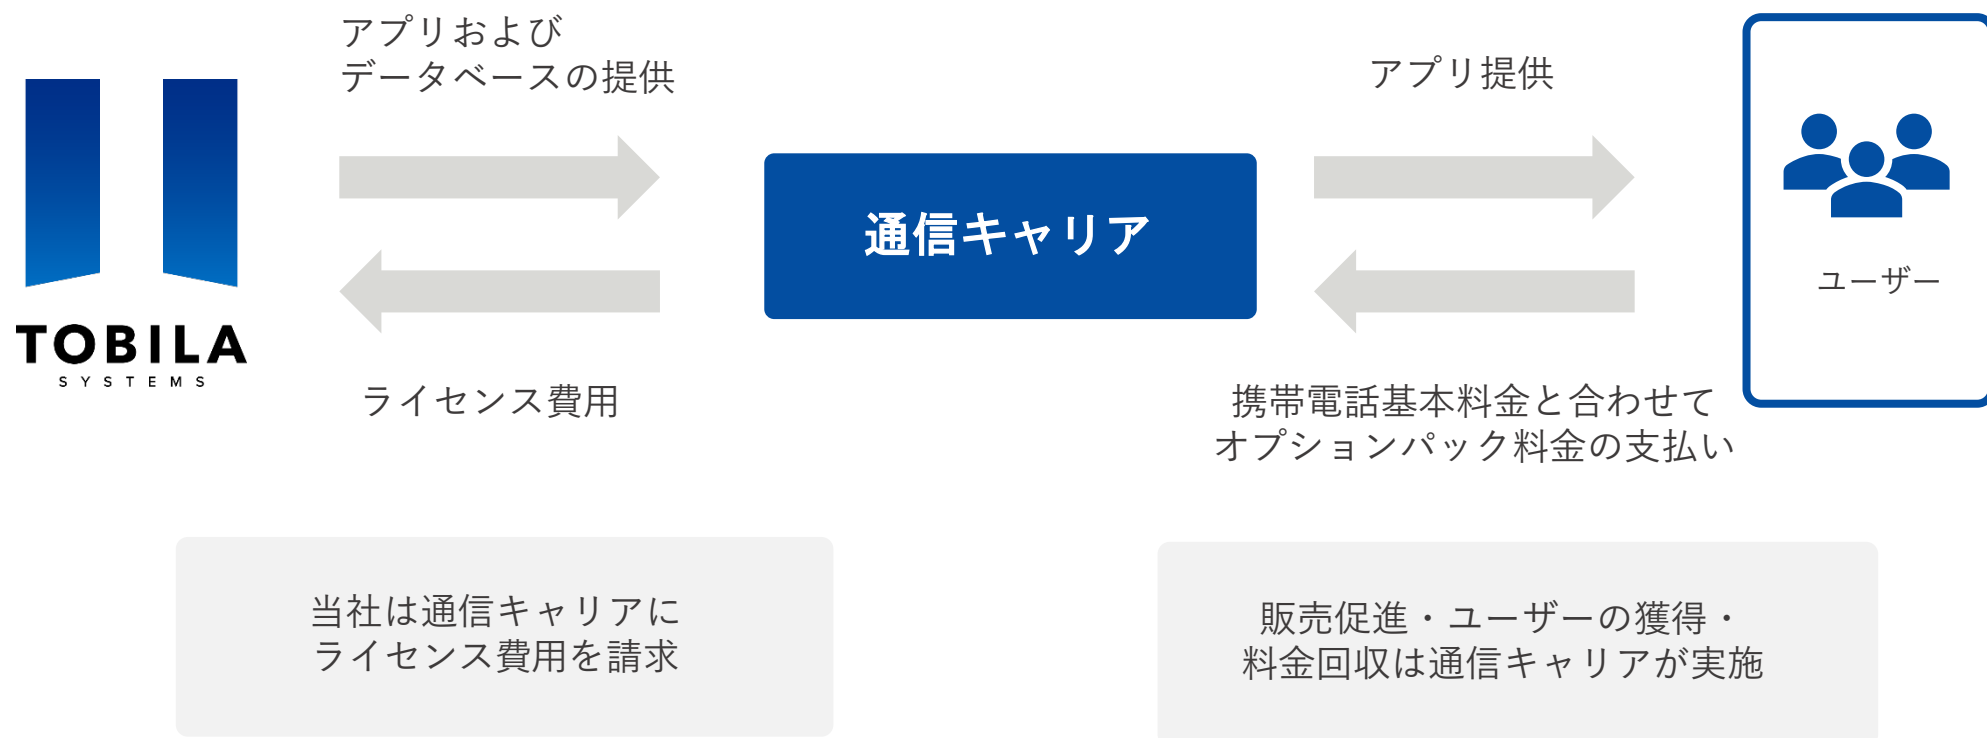 アプリおよび
データベースの提供
アプリ提供
通信キャリア
ユーザー
TOBILA
SYSTEMS
ライセンス費用
携帯電話基本料金と合わせて
オプションパック料金の支払い
当社は通信キャリアに
ライセンス費用を請求
販売促進・ユーザーの獲得・
料金回収は通信キャリアが実施